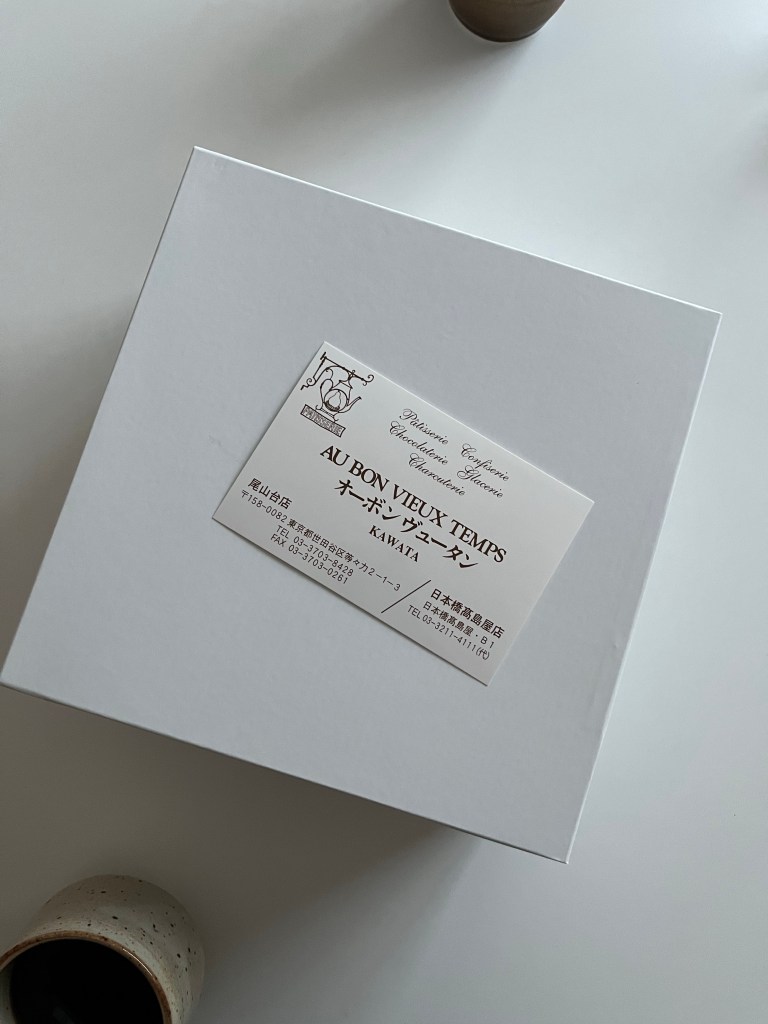 PATISSERIE
Pâtisserie Confiserie
Chocolaterie Glacerie
Charcuterie
AU BON VIEUX TEMPS
オーボンヴュータン
KAWATA
尾山台店
〒158-0082 東京都世田谷区等々力2-1-3
TEL 03-3703-8428
FAX 03-3703-0261
日本橋髙島屋店
日本橋髙島屋・B1
TEL 03-3211-4111(代)